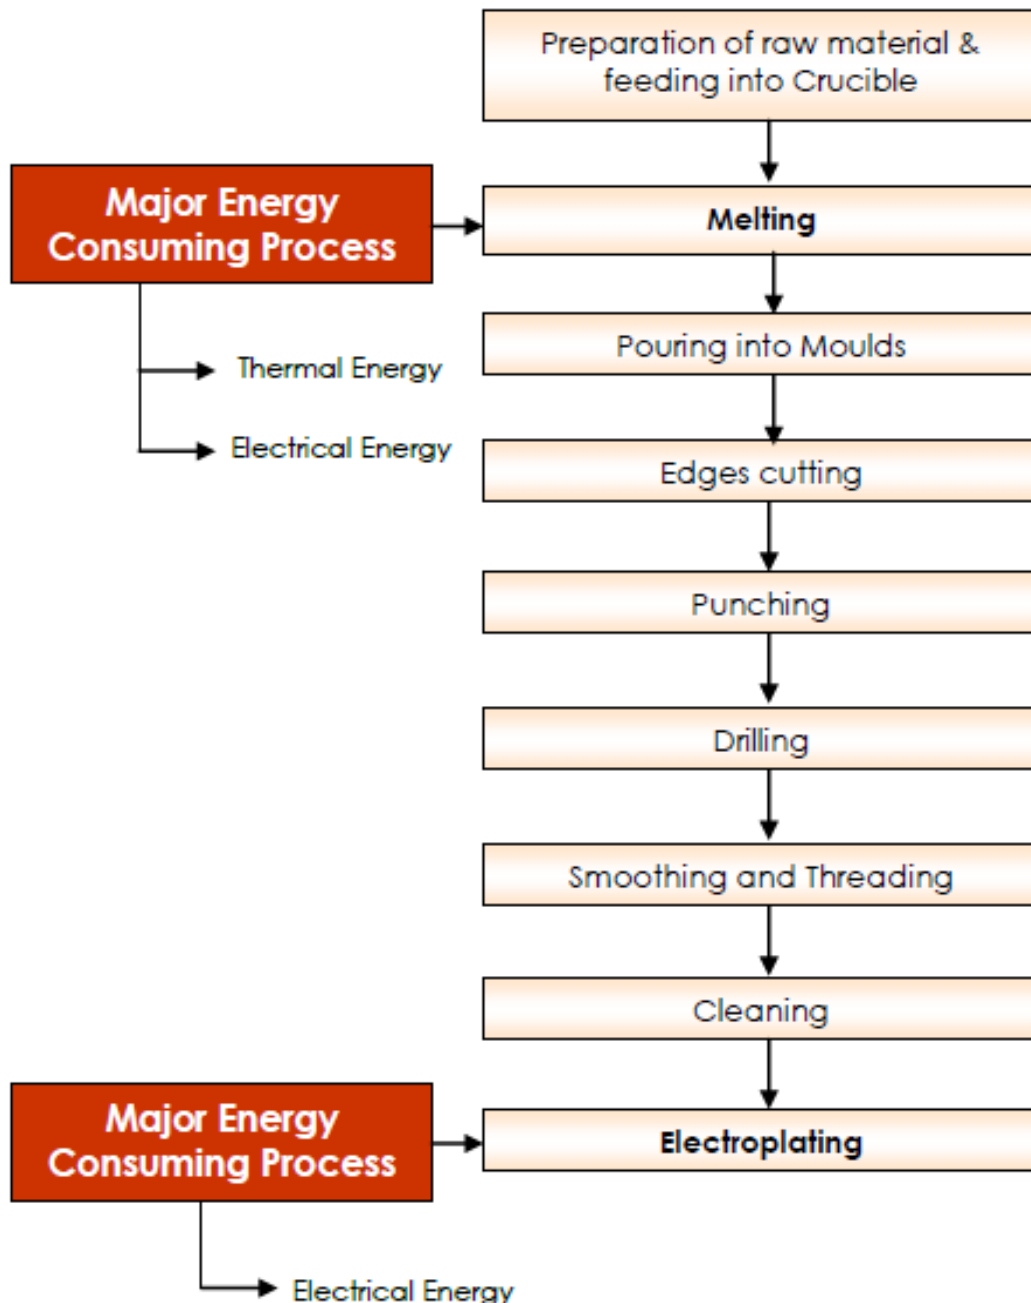 Preparation of raw material &
feeding into Crucible
Major Energy
Consuming Process
Melting
Pouring into Moulds
Thermal Energy
Electrical Energy
Edges cutting
Punching
Drilling
Smoothing and Threading
Cleaning
Major Energy
Consuming Process
Electroplating
Electrical Energy